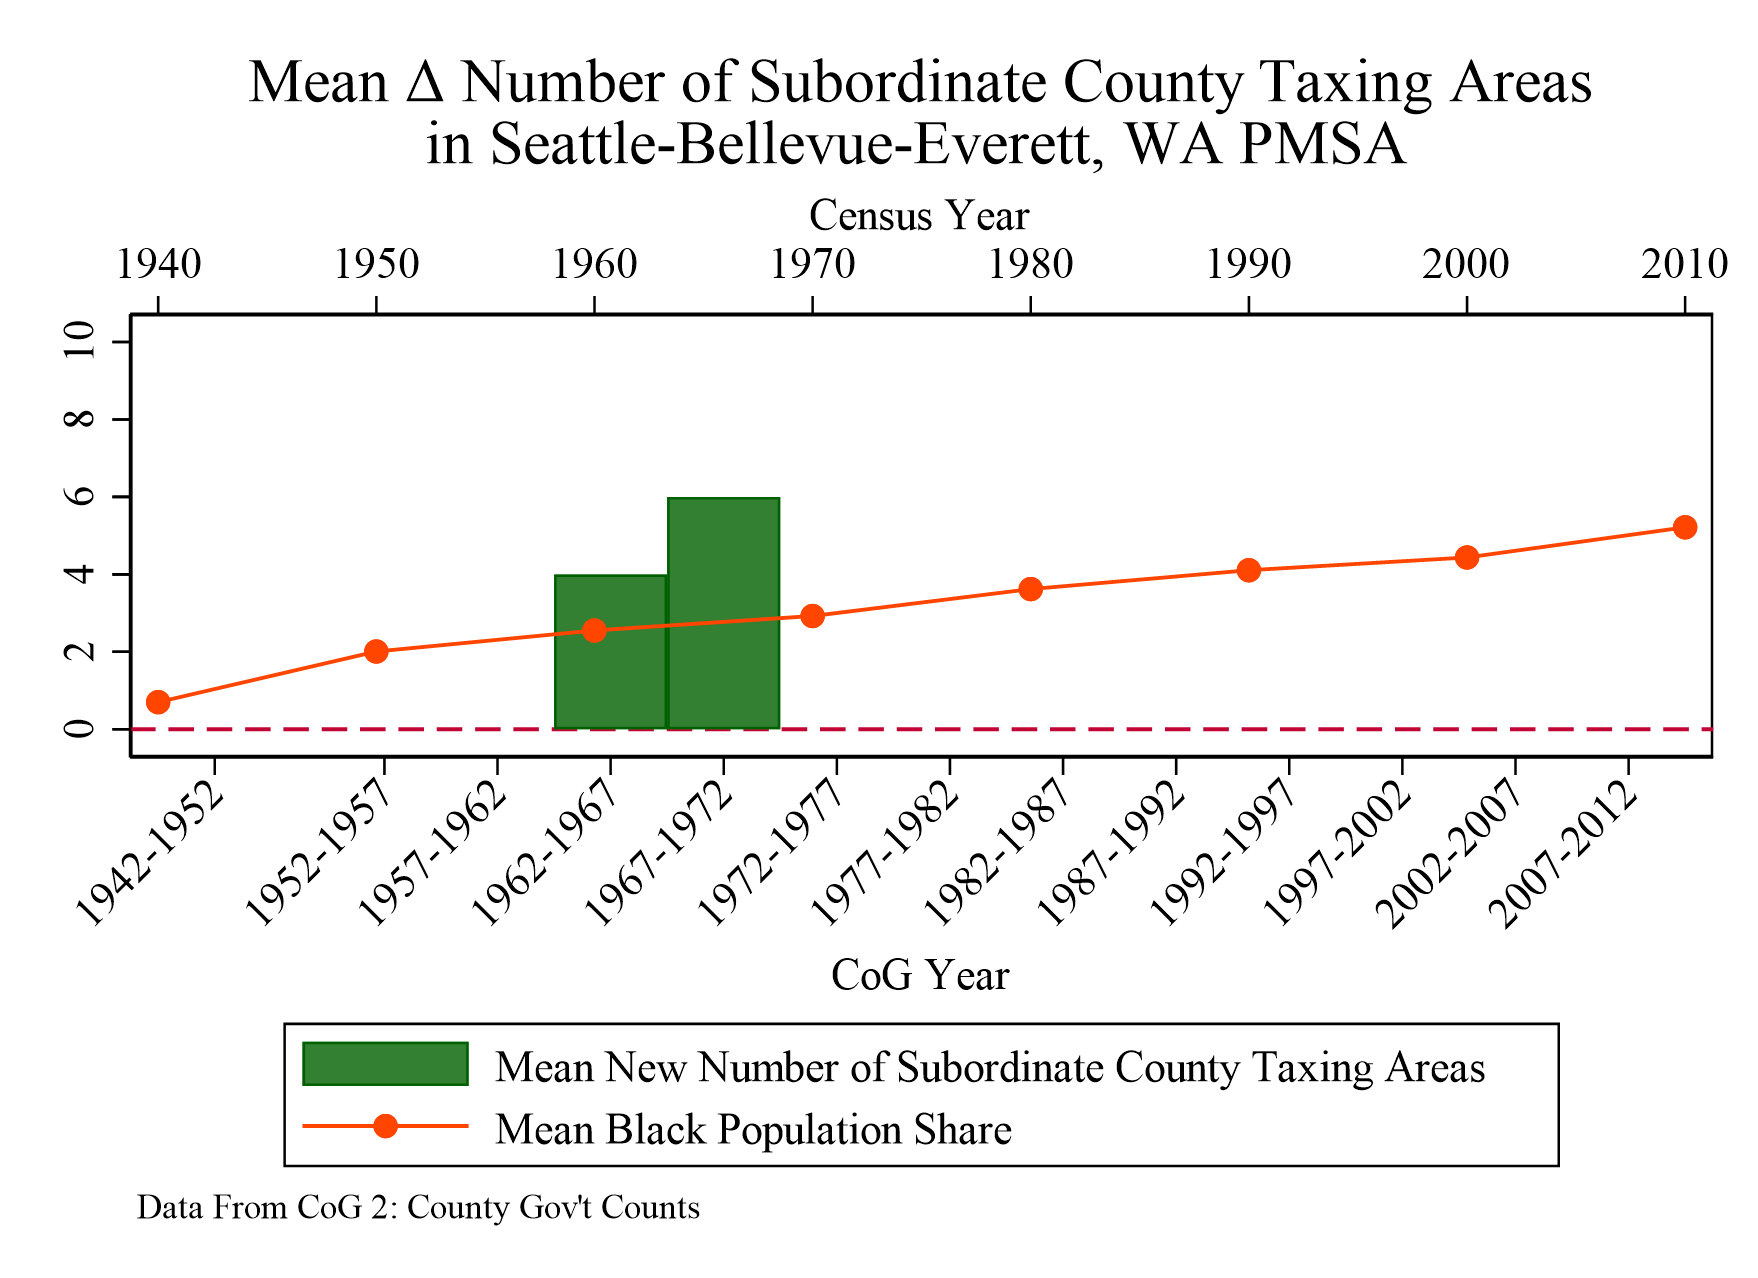 Mean Δ Number of Subordinate County Taxing Areas
in Seattle-Bellevue-Everett, WA PMSA
Census Year
1940 1950 1960 1970 1980 1990 2000 2010
10
8
6
4
2
0
1942-1952 1952-1957 1957-1962 1962-1967 1967-1972 1972-1977 1977-1982 1982-1987 1987-1992 1992-1997 1997-2002 2002-2007 2007-2012
CoG Year
Mean New Number of Subordinate County Taxing Areas
Mean Black Population Share
Data From CoG 2: County Gov't Counts